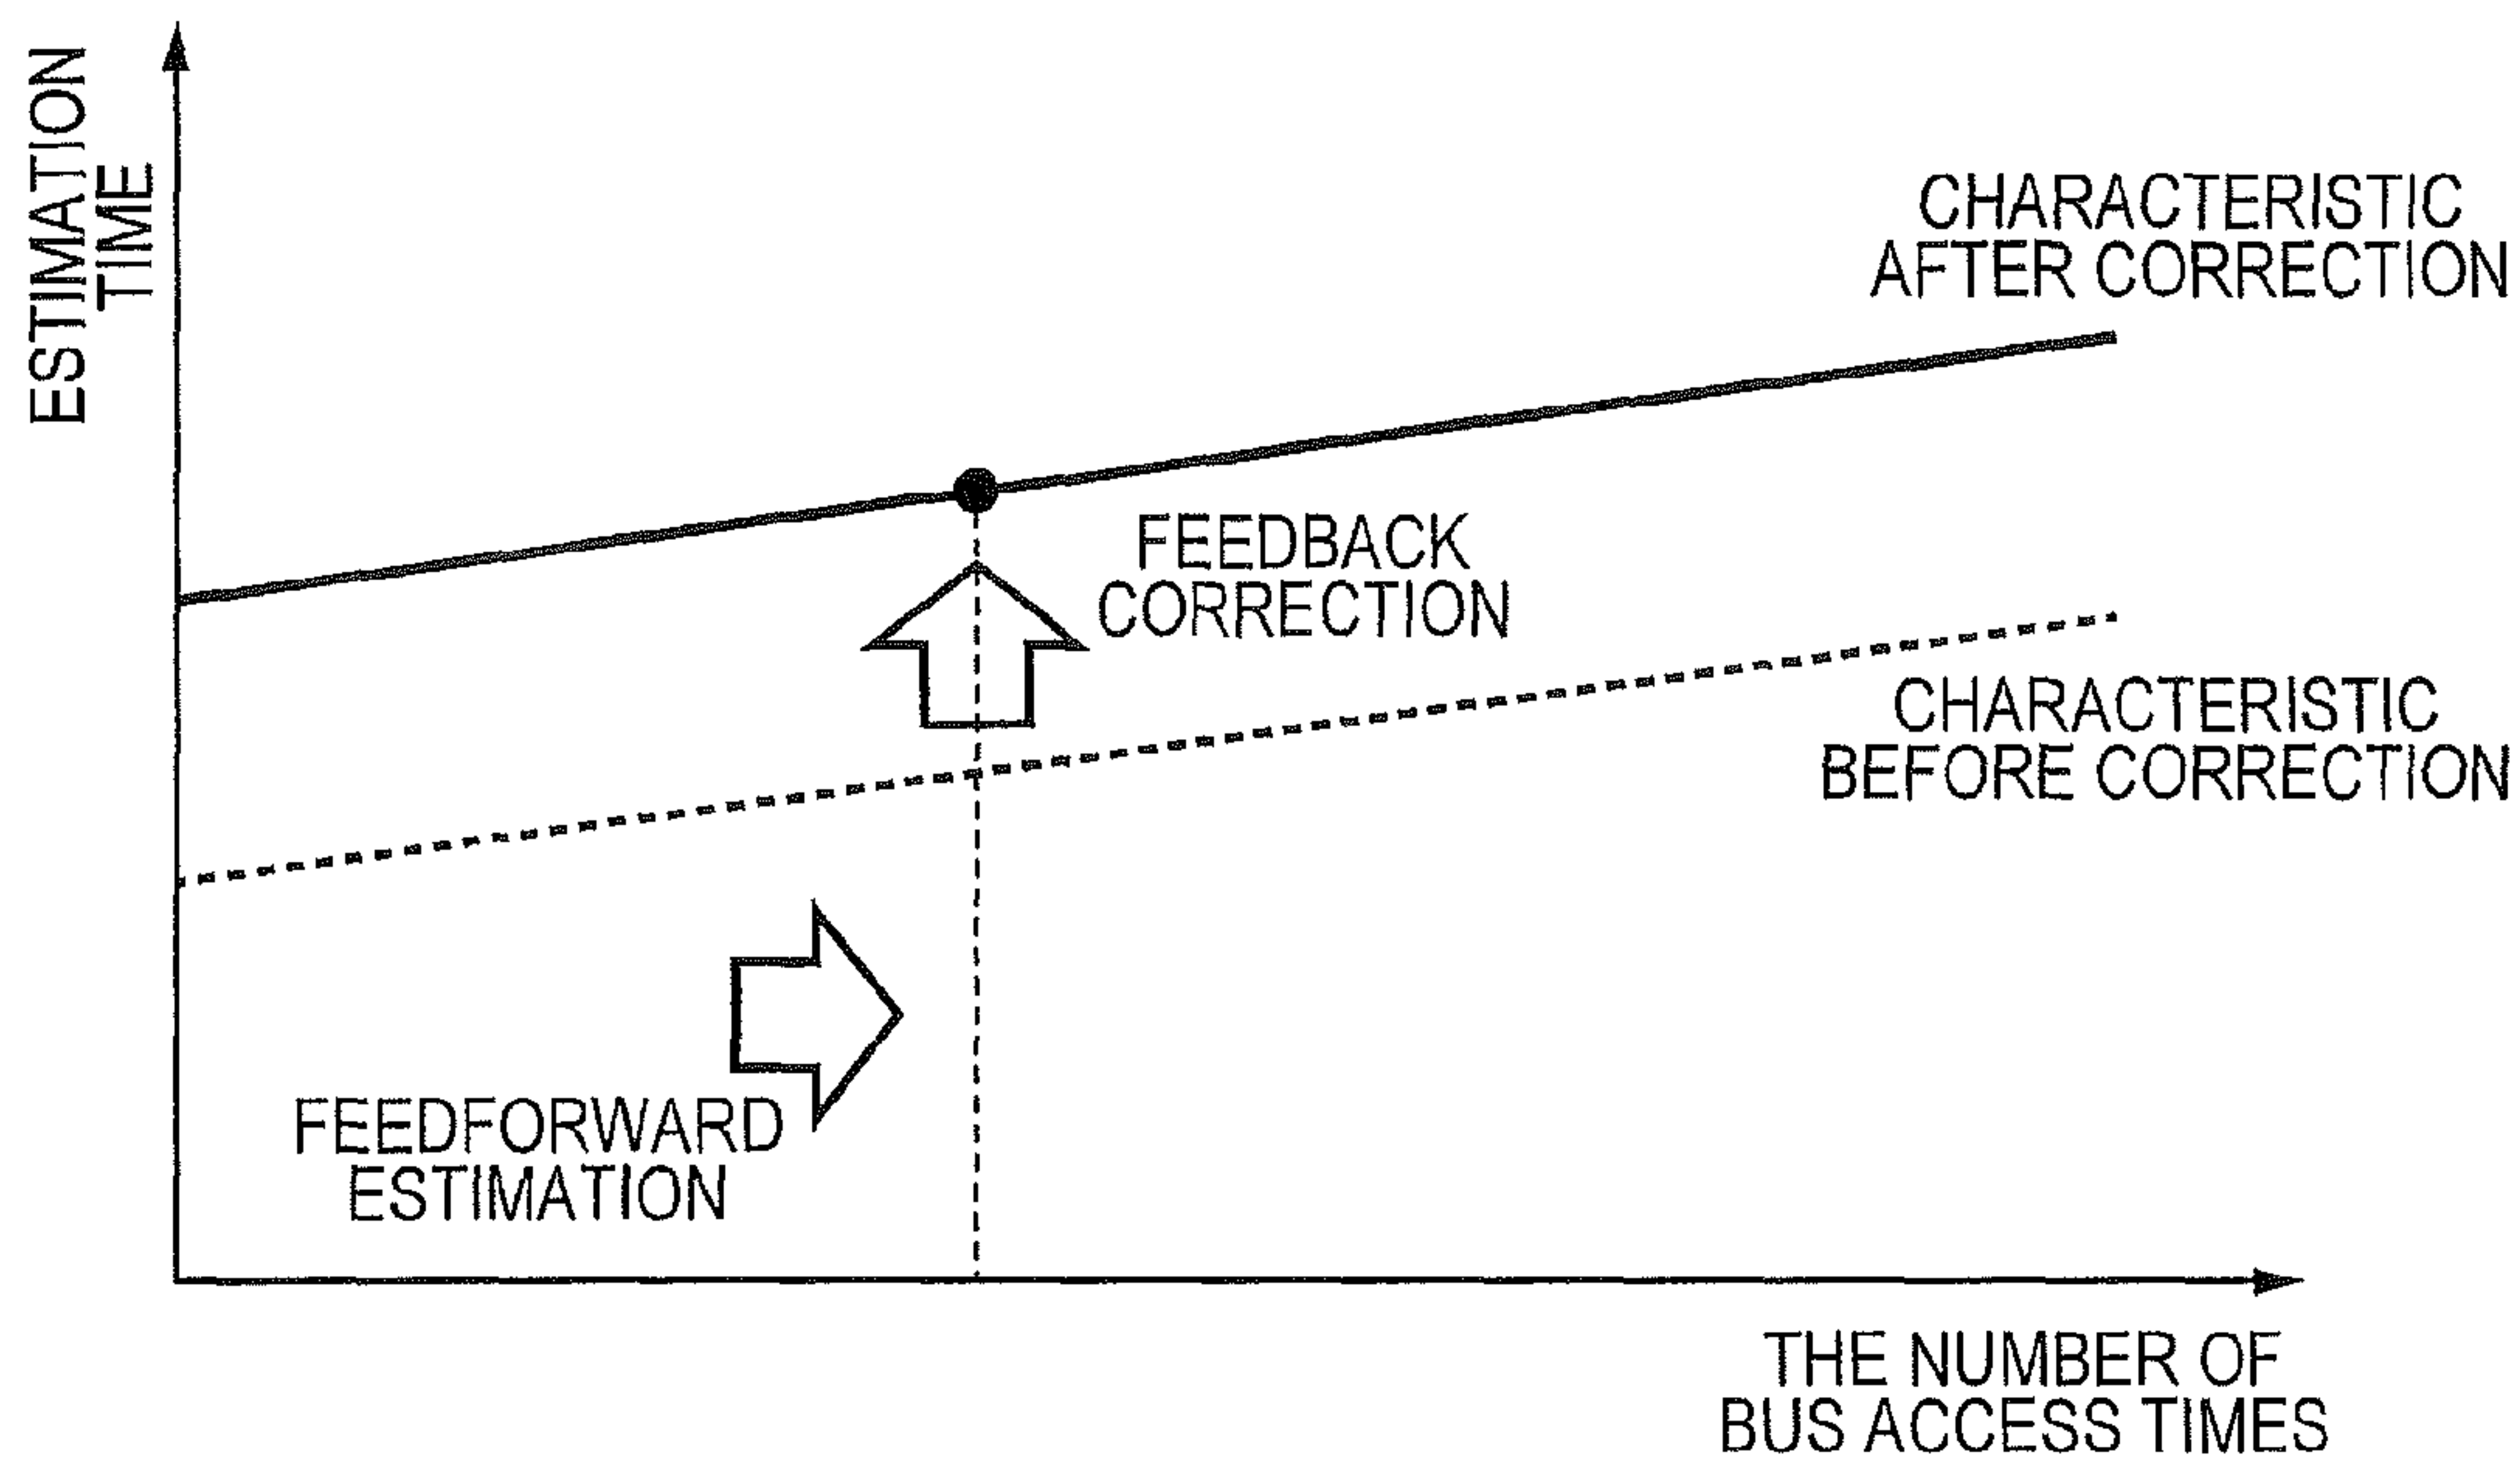 ESTIMATION
TIME
CHARACTERISTIC
AFTER CORRECTION
FEEDBACK
CORRECTION
CHARACTERISTIC
BEFORE CORRECTION
FEEDFORWARD
ESTIMATION
THE NUMBER OF
BUS ACCESS TIMES